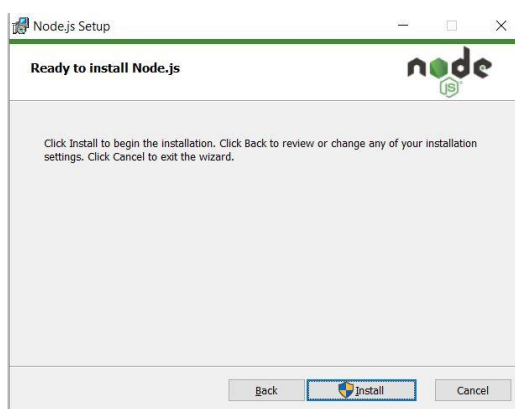 Node.js Setup
Ready to install Node.js
node
JS
Click Install to begin the installation. Click Back to review or change any of your installation
settings. Click Cancel to exit the wizard.
Back
Install
Cancel